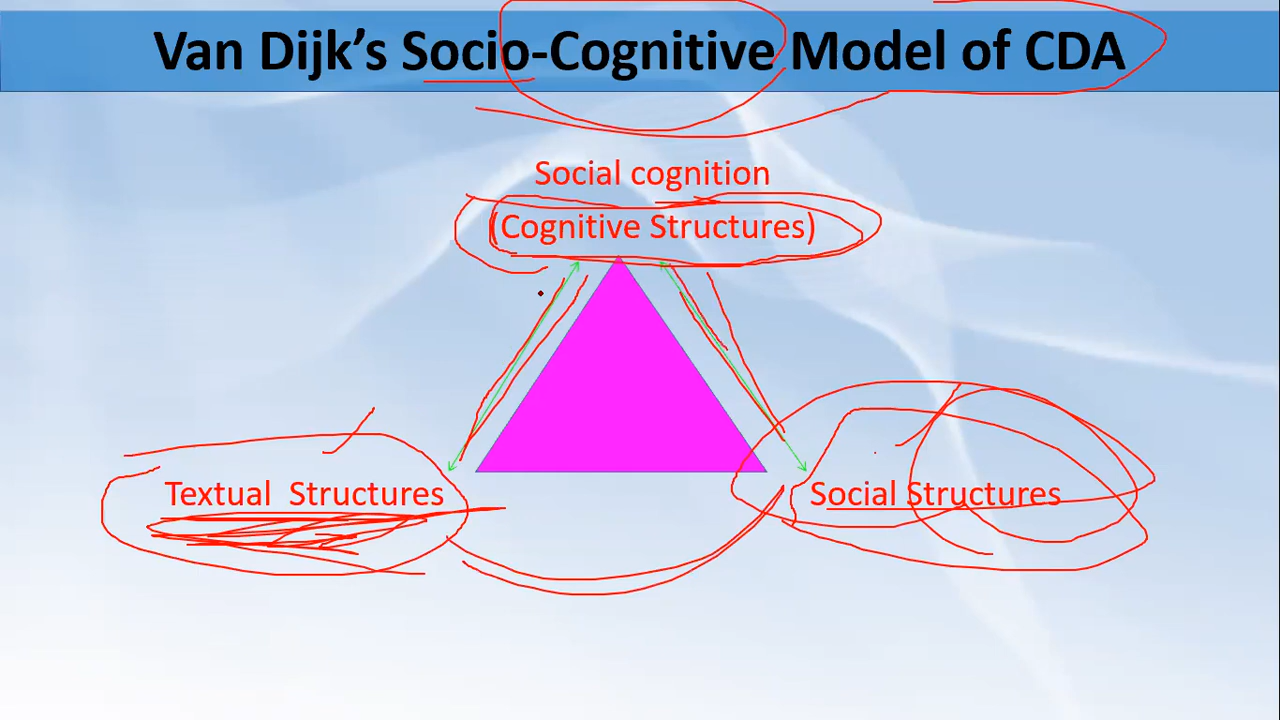 Van Dijk's Socio-Cognitive Model of CDA
Social cognition
(Cognitive Structures)
Textual Structures
Social Structures